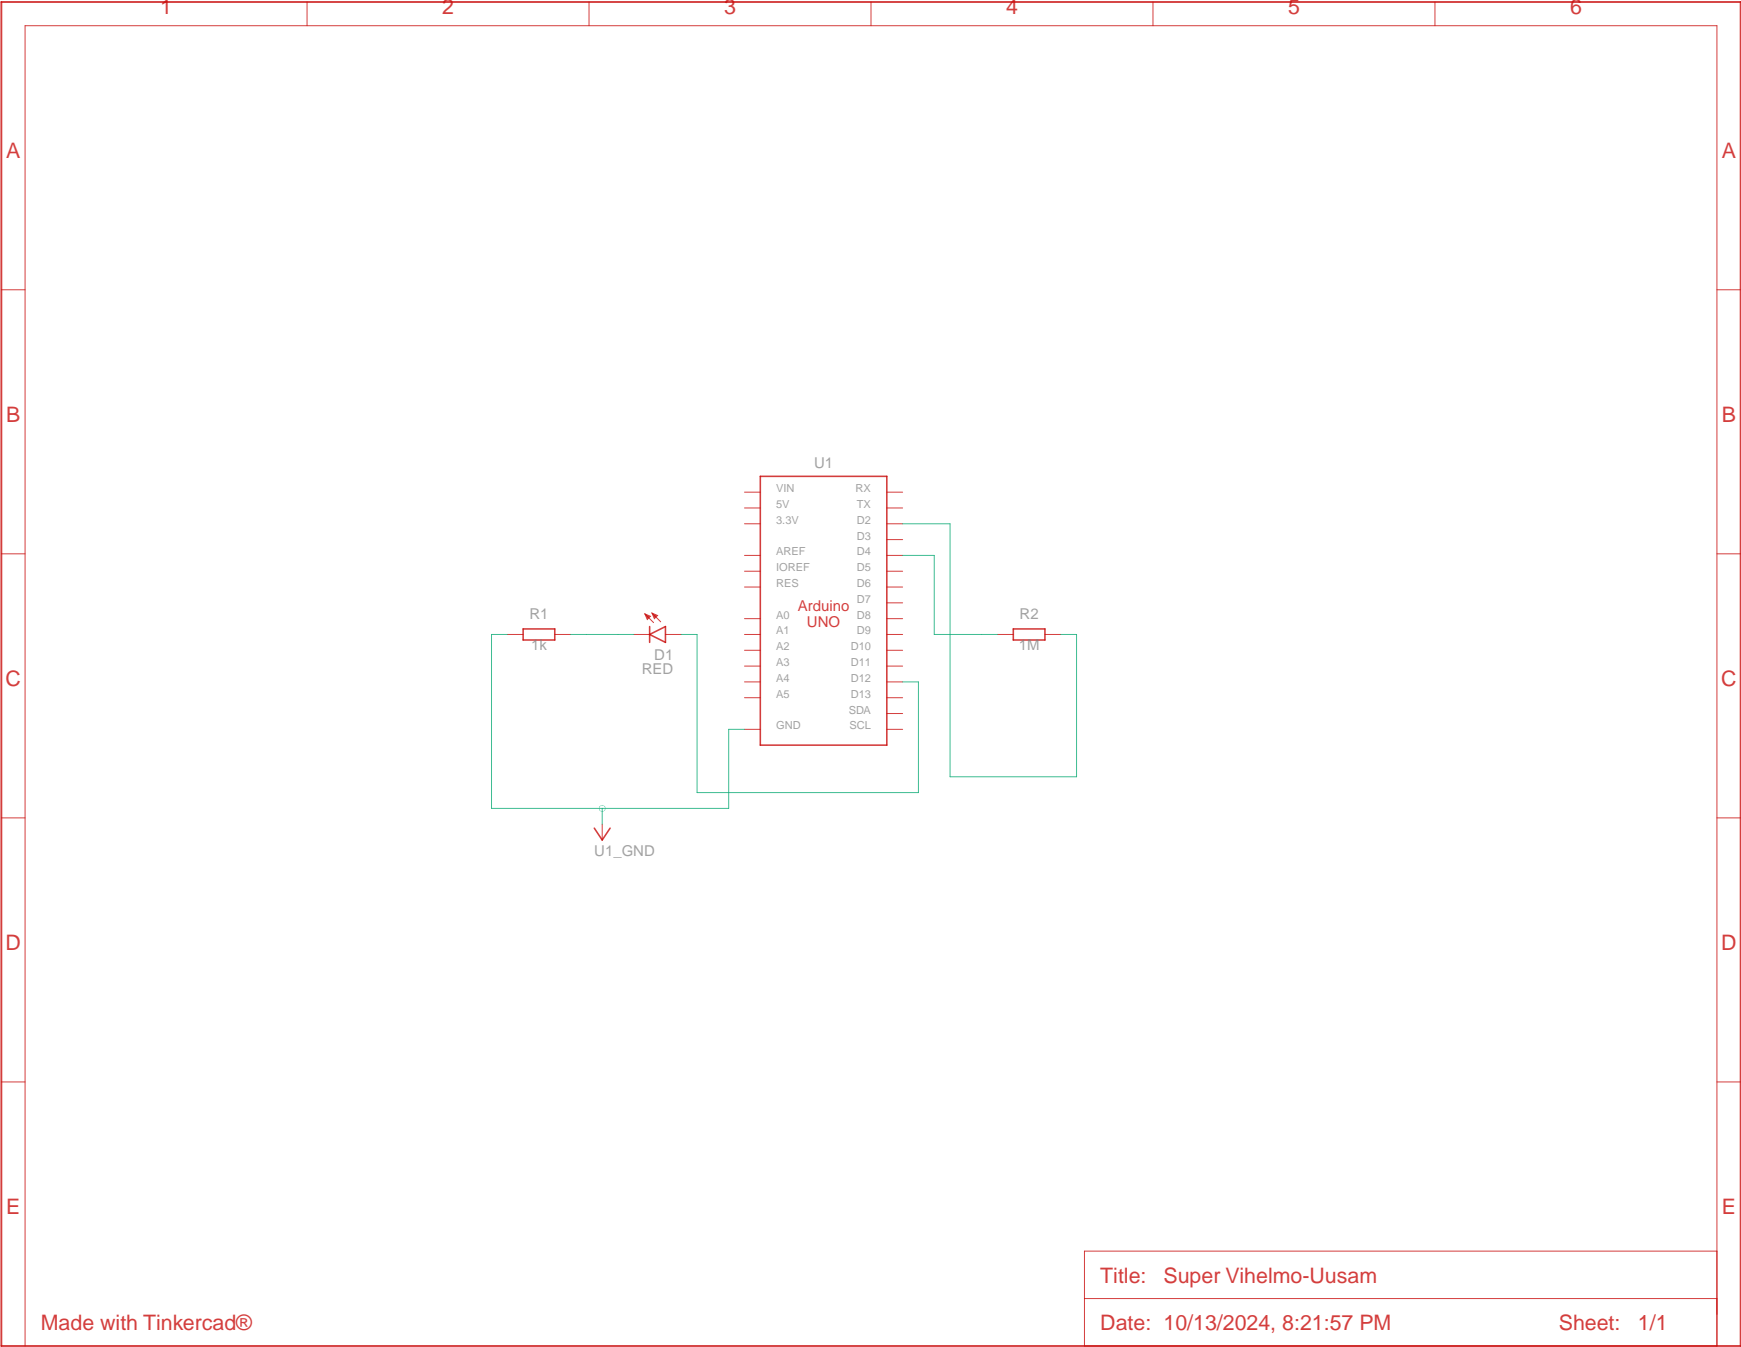 1 2 3 4 5 6
A A
B B
U1
VIN RX
5V TX
3.3V D2
D3
AREF D4
IOREF D5
RES D6
D7
Arduino
A0 D8
UNO
R1 R2
A1 D9
1k 1M
A2 D10
D1
A3 D11
RED
A4 D12
C C
A5 D13
SDA
GND SCL
U1_GND
D D
E E
Title: Super Vihelmo-Uusam
Made with Tinkercad®
Date: 10/13/2024, 8:21:57 PM Sheet: 1/1